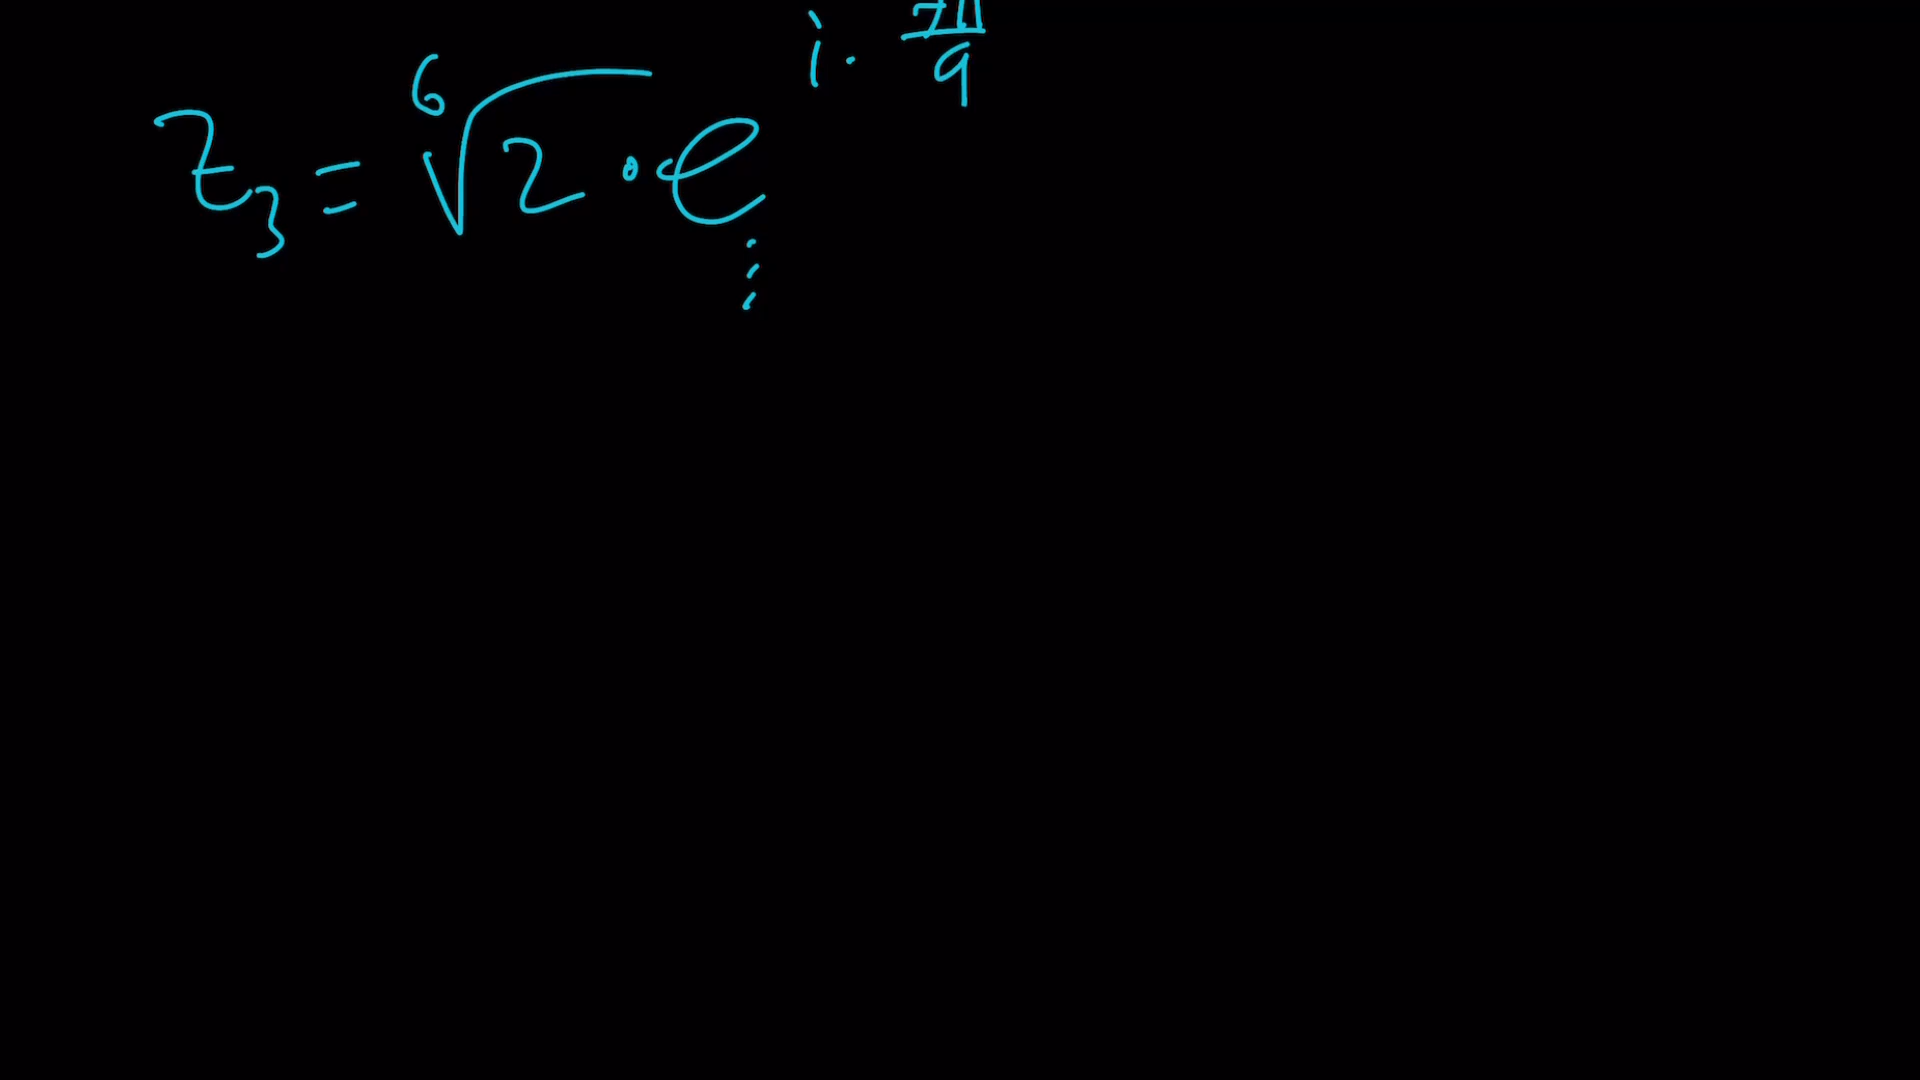 z₃ = ⁶√2 · e^(i · 7π/9)
⋮